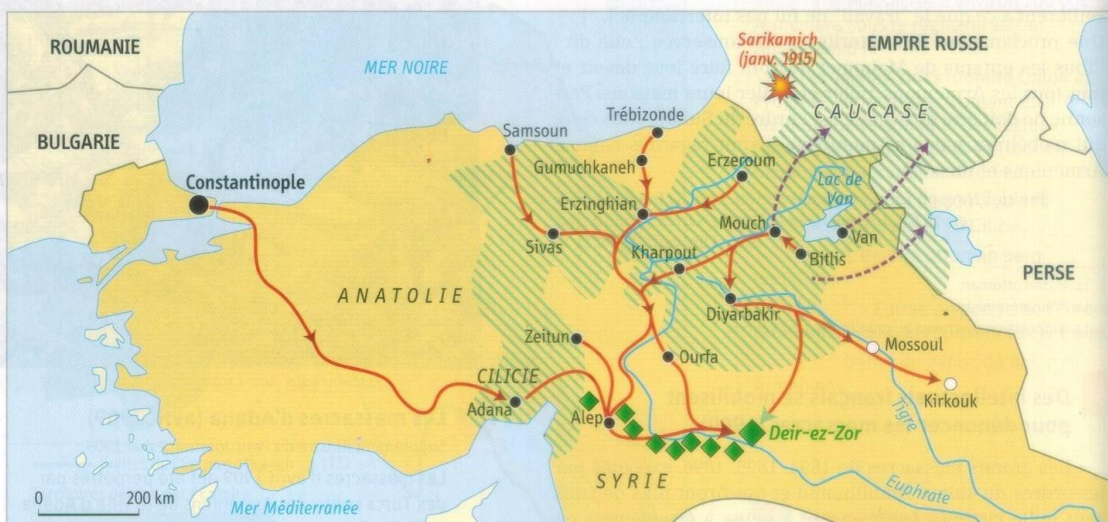 ROUMANIE
MER NOIRE
Sarikamich
(janv. 1915)
EMPIRE RUSSE
CAUCASE
BULGARIE
Trébizonde
Samsoun
Gumuchkaneh
Erzeroum
Constantinople
Lac de
Van
Erzinghian
Mouch
Van
Sivas
Kharpout
Bitlis
PERSE
ANATOLIE
Diyarbakir
Zeitun
Mossoul
Ourfa
CILICIE
Kirkouk
Adana
Alep
Tigre
Deir-ez-Zor
SYRIE
Euphrate
0 200 km
Mer Méditerranée